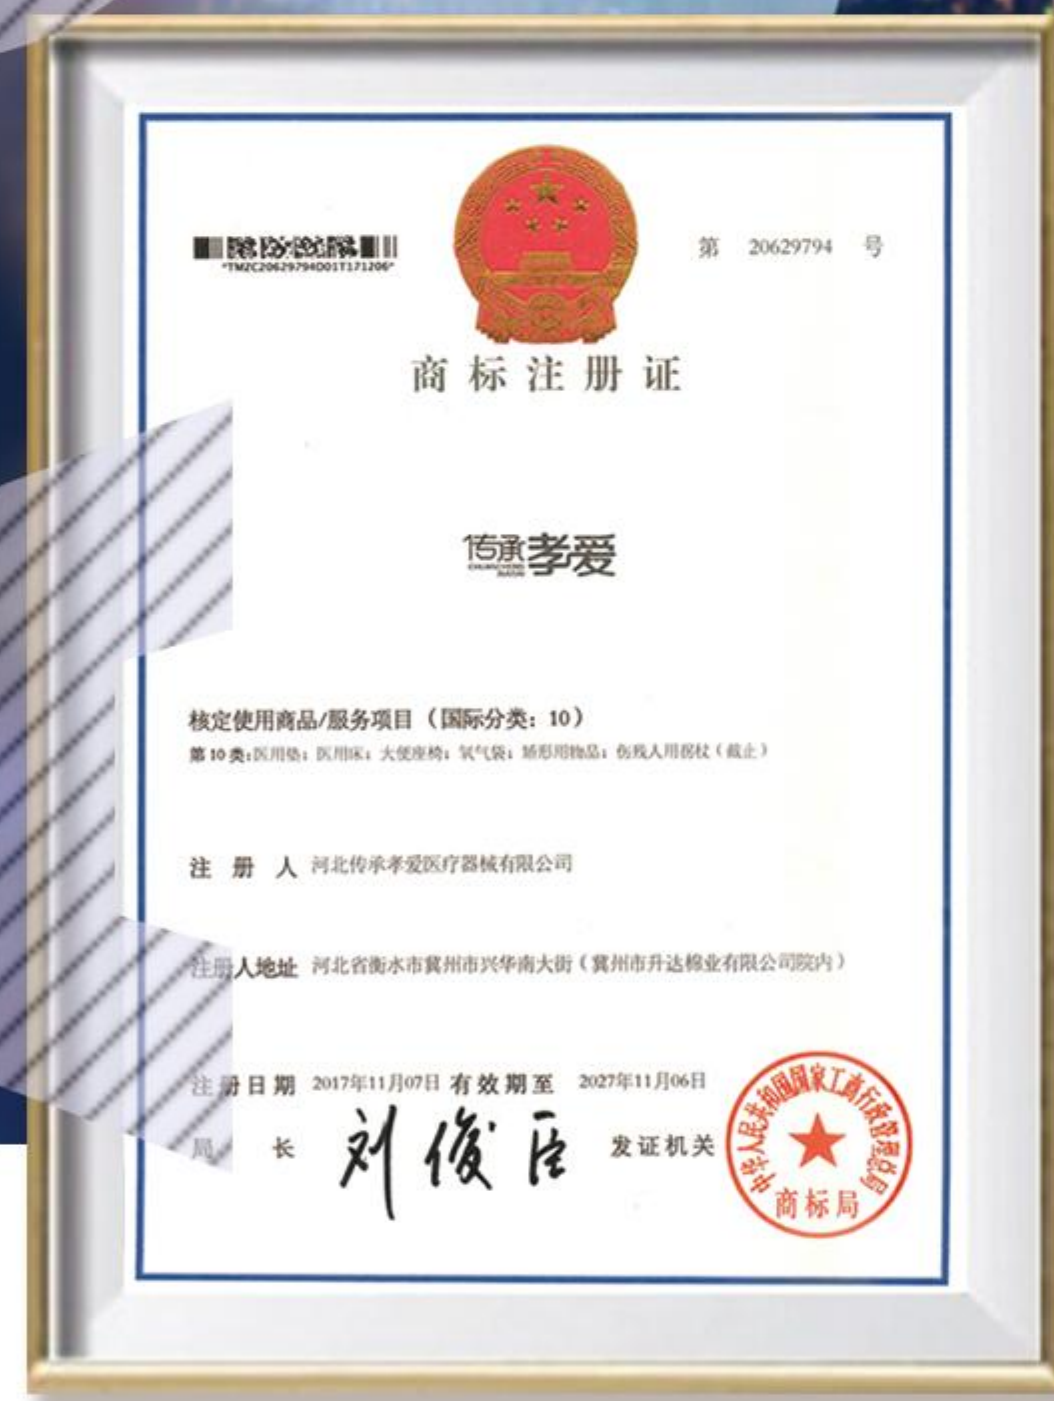 *TMZC20629794D01T171206*
第 20629794 号
商标注册证
传承孝爱
核定使用商品/服务项目（国际分类：10）
第10类：医用垫；医用床；大便座椅；氧气袋；矫形用物品；伤残人用拐杖（截止）
注 册 人 河北传承孝爱医疗器械有限公司
注册人地址 河北省衡水市冀州市兴华南大街（冀州市升达棉业有限公司院内）
注册日期 2017年11月07日 有效期至 2027年11月06日
局 长 刘俊臣 发证机关
中华人民共和国国家工商行政管理总局
商标局